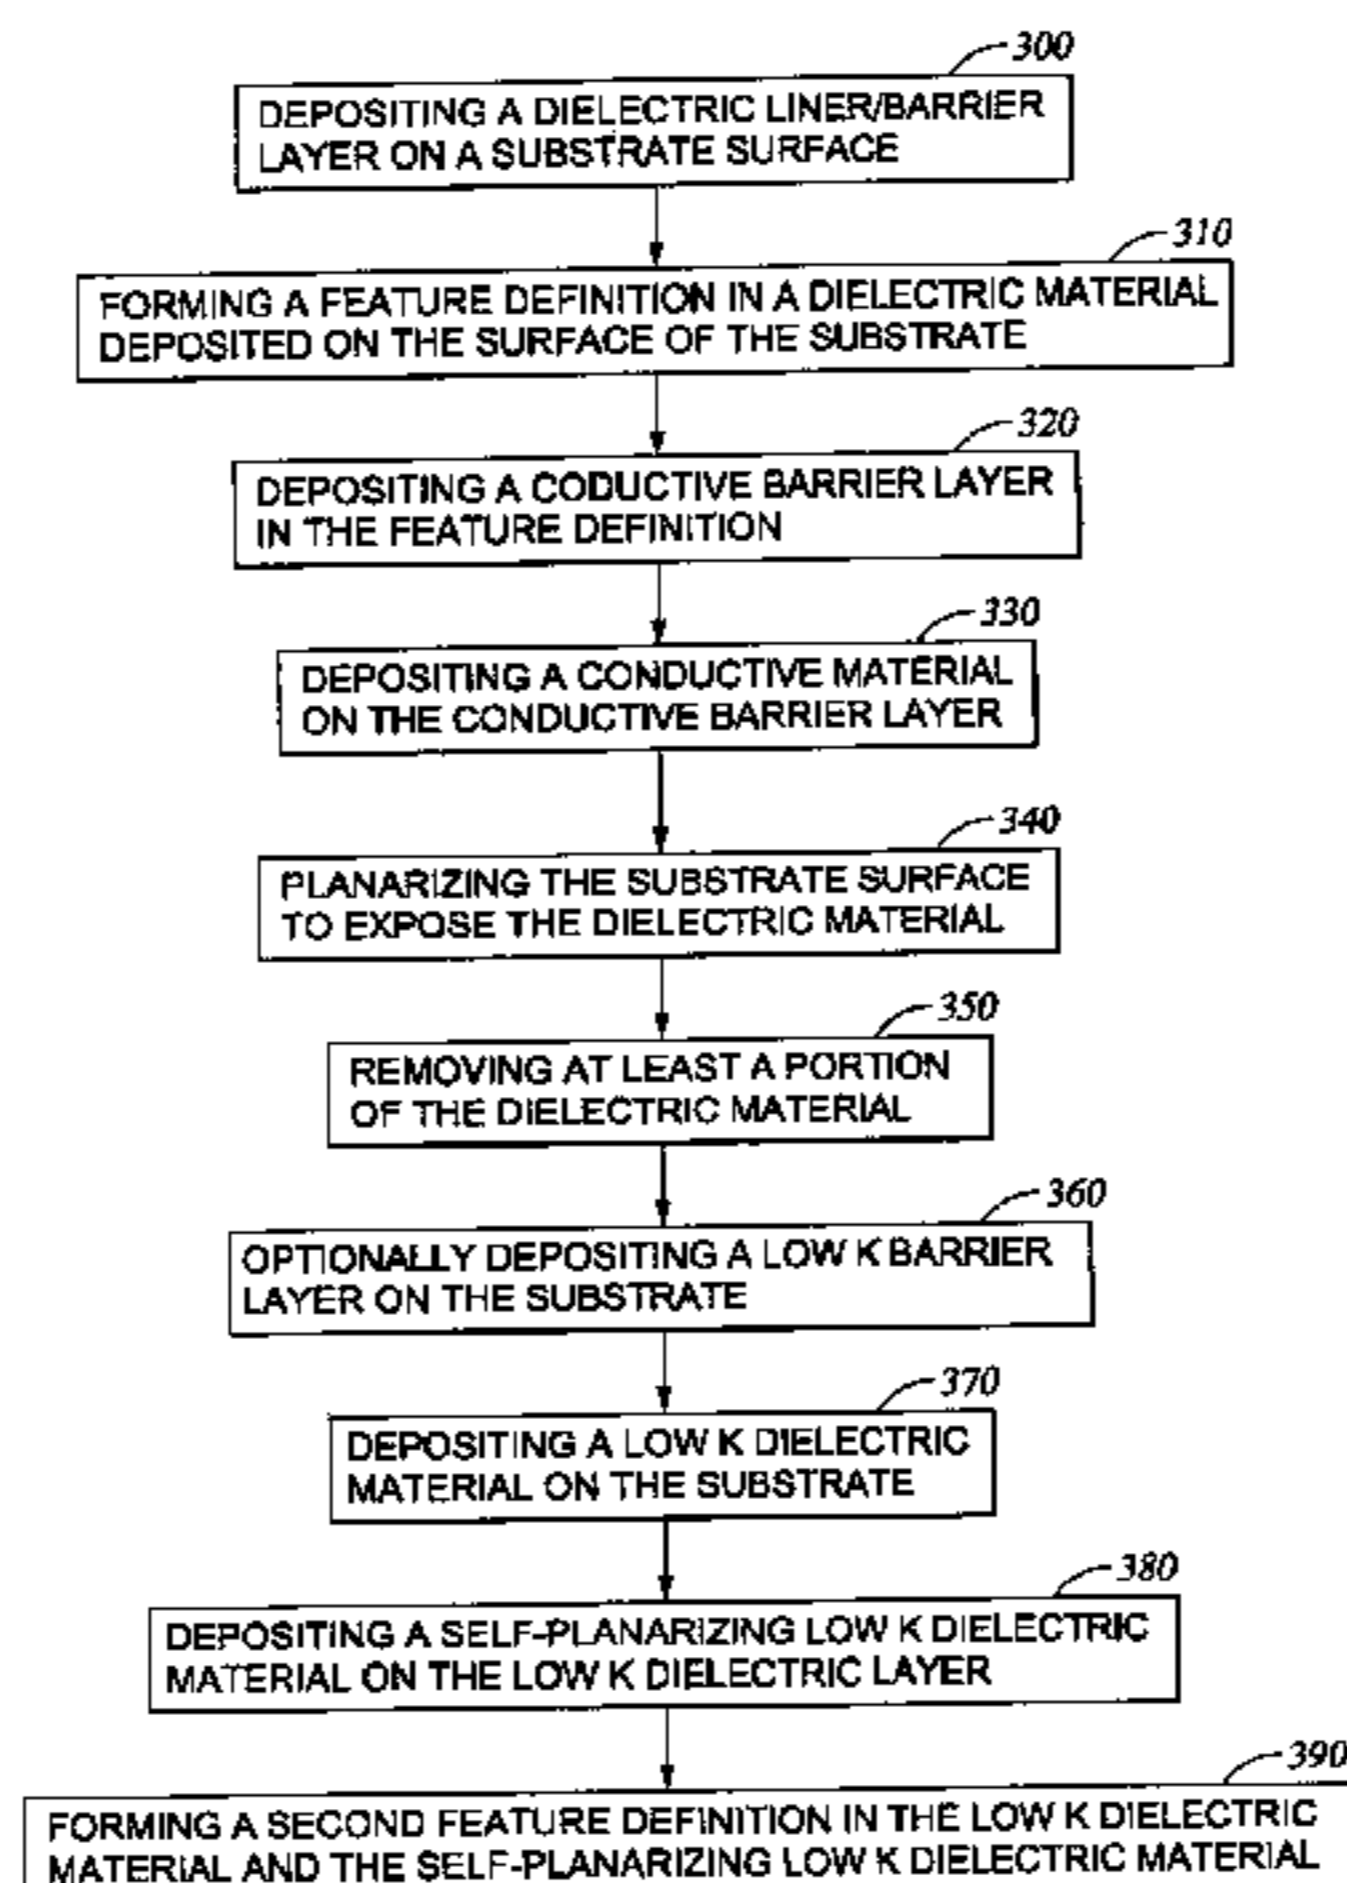 300
DEPOSITING A DIELECTRIC LINER/BARRIER
LAYER ON A SUBSTRATE SURFACE
310
FORMING A FEATURE DEFINITION IN A DIELECTRIC MATERIAL
DEPOSITED ON THE SURFACE OF THE SUBSTRATE
320
DEPOSITING A CODUCTIVE BARRIER LAYER
IN THE FEATURE DEFINITION
330
DEPOSITING A CONDUCTIVE MATERIAL
ON THE CONDUCTIVE BARRIER LAYER
340
PLANARIZING THE SUBSTRATE SURFACE
TO EXPOSE THE DIELECTRIC MATERIAL
350
REMOVING AT LEAST A PORTION
OF THE DIELECTRIC MATERIAL
360
OPTIONALLY DEPOSITING A LOW K BARRIER
LAYER ON THE SUBSTRATE
370
DEPOSITING A LOW K DIELECTRIC
MATERIAL ON THE SUBSTRATE
380
DEPOSITING A SELF-PLANARIZING LOW K DIELECTRIC
MATERIAL ON THE LOW K DIELECTRIC LAYER
390
FORMING A SECOND FEATURE DEFINITION IN THE LOW K DIELECTRIC
MATERIAL AND THE SELF-PLANARIZING LOW K DIELECTRIC MATERIAL